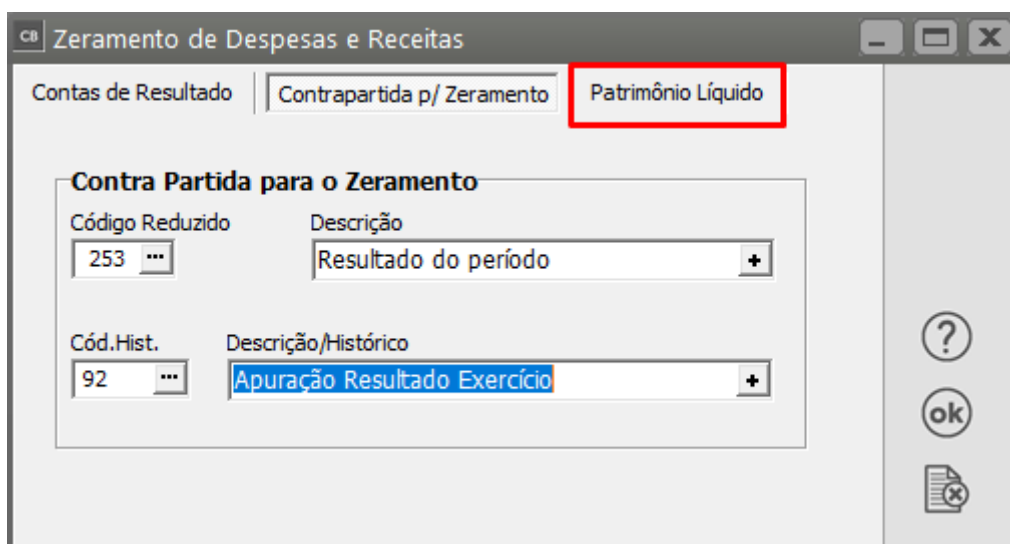 CB Zeramento de Despesas e Receitas
Contas de Resultado Contrapartida p/ Zeramento Patrimônio Líquido
Contra Partida para o Zeramento
Código Reduzido Descrição
253 ... Resultado do período +
Cód.Hist. Descrição/Histórico
92 ... Apuração Resultado Exercício +
?
ok